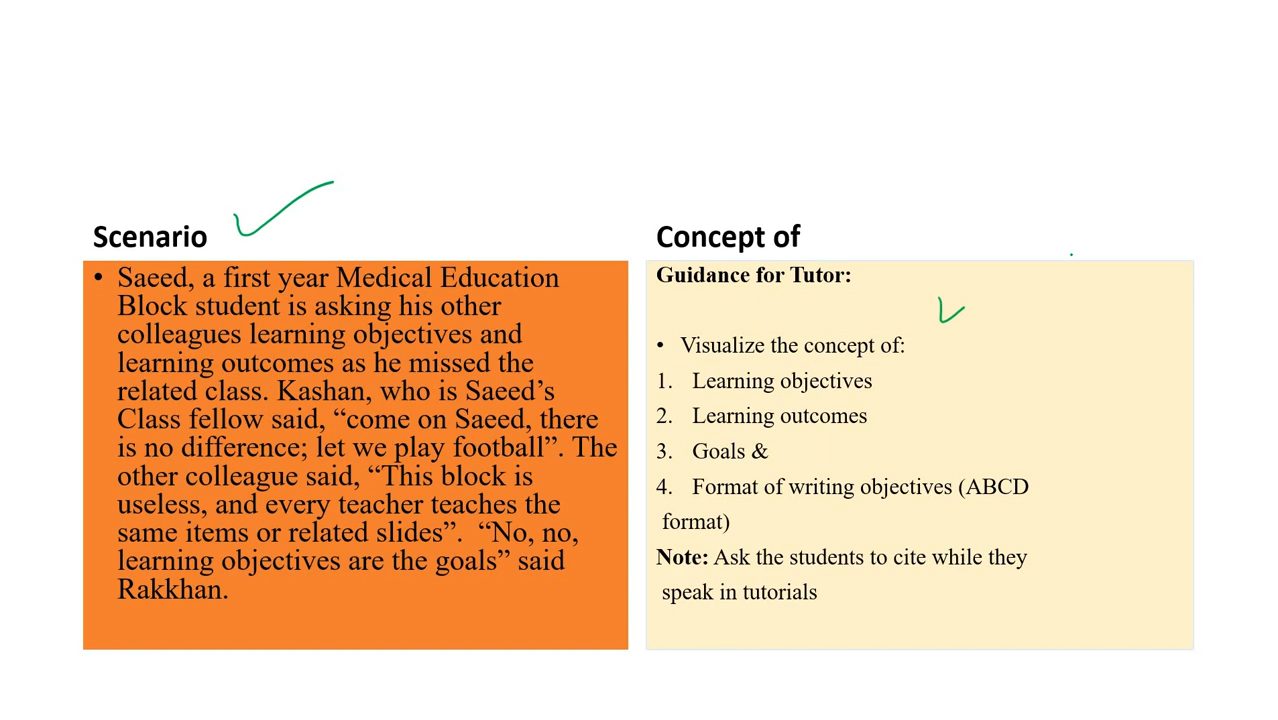 Scenario
• Saeed, a first year Medical Education
Block student is asking his other
colleagues learning objectives and
learning outcomes as he missed the
related class. Kashan, who is Saeed’s
Class fellow said, “come on Saeed, there
is no difference; let we play football”. The
other colleague said, “This block is
useless, and every teacher teaches the
same items or related slides”. “No, no,
learning objectives are the goals” said
Rakkhan.
Concept of
Guidance for Tutor:
• Visualize the concept of:
1. Learning objectives
2. Learning outcomes
3. Goals &
4. Format of writing objectives (ABCD
format)
Note: Ask the students to cite while they
speak in tutorials